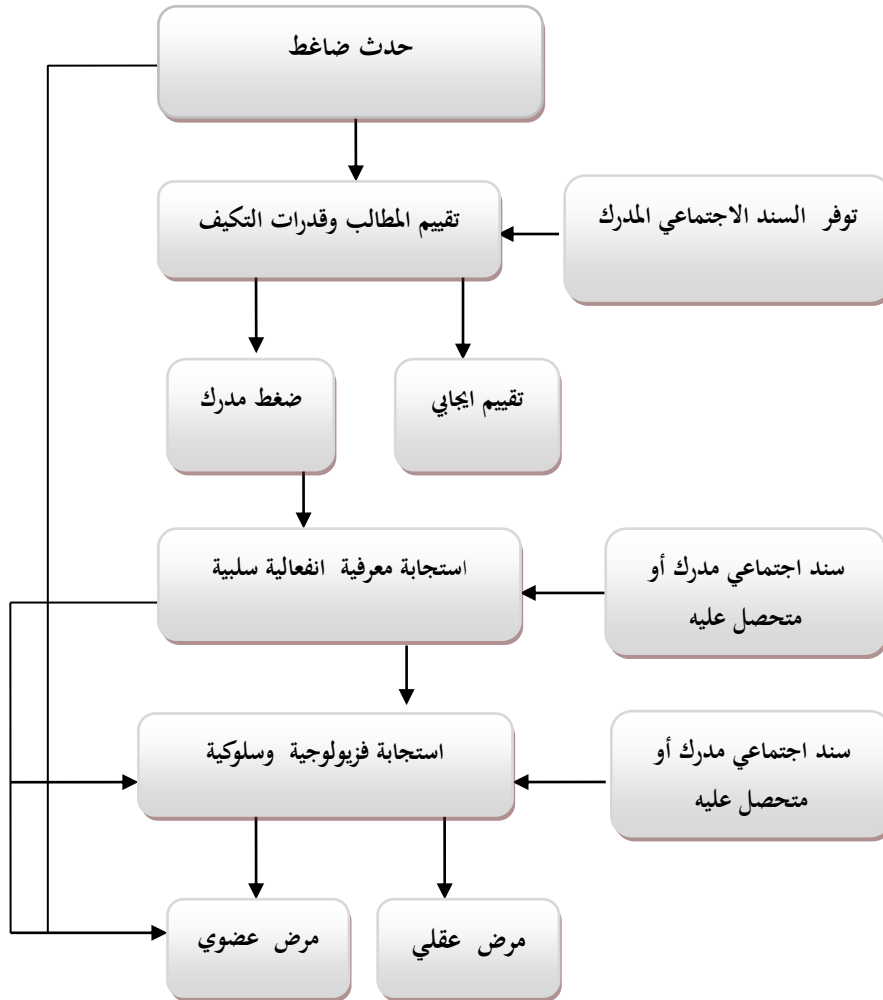 حدث ضاغط
توفر السند الاجتماعي المدرك
تقييم المطالب وقدرات التكيف
تقييم ايجابي
ضغط مدرك
سند اجتماعي مدرك أو
متحصل عليه
استجابة معرفية انفعالية سلبية
سند اجتماعي مدرك أو
متحصل عليه
استجابة فزيولوجية وسلوكية
مرض عقلي
مرض عضوي